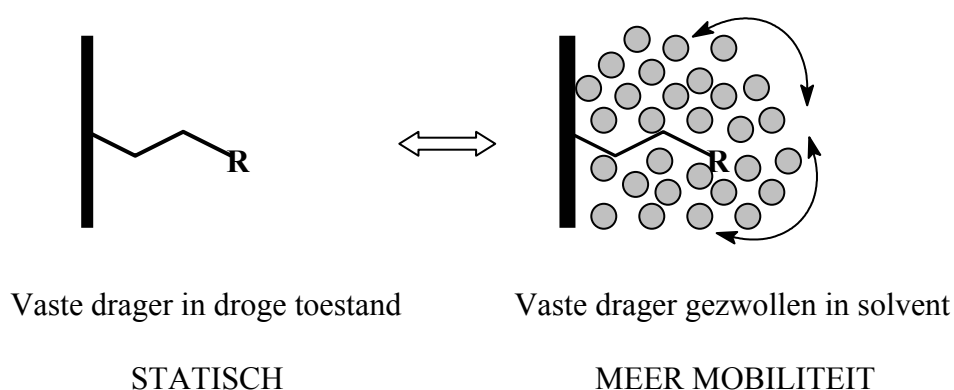 R
R
Vaste drager in droge toestand
Vaste drager gezwollen in solvent
STATISCH
MEER MOBILITEIT